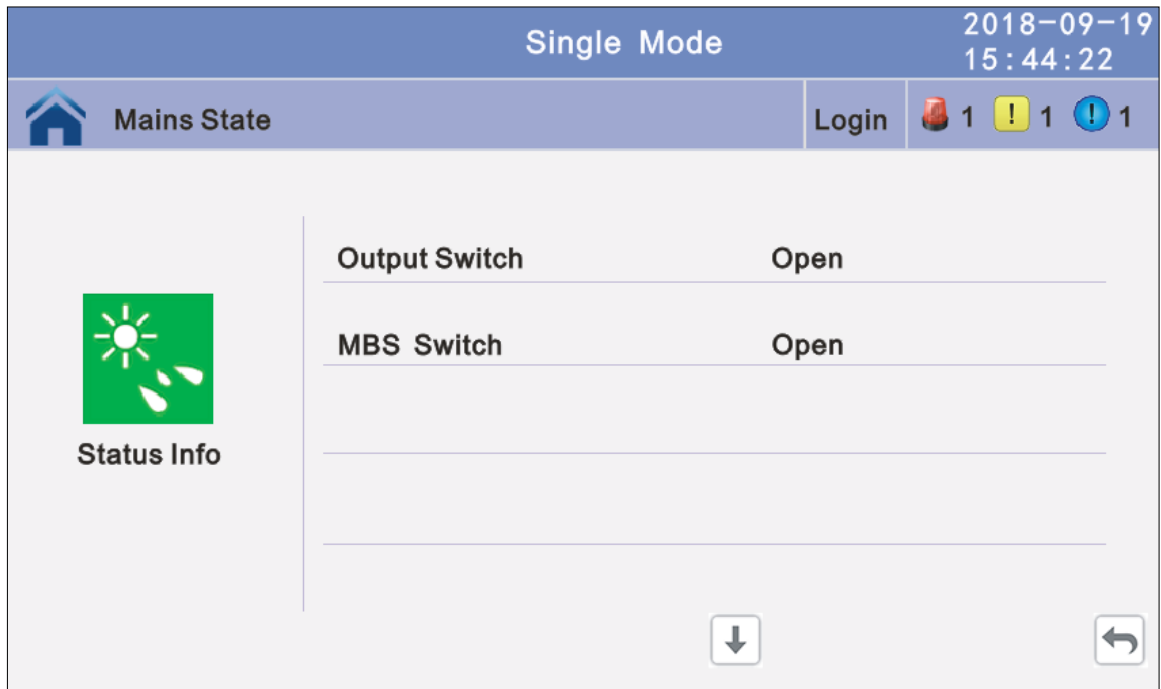 Single Mode
2018-09-19
15:44:22
Mains State
Login
1
! 1
! 1
Output Switch Open
MBS Switch Open
Status Info